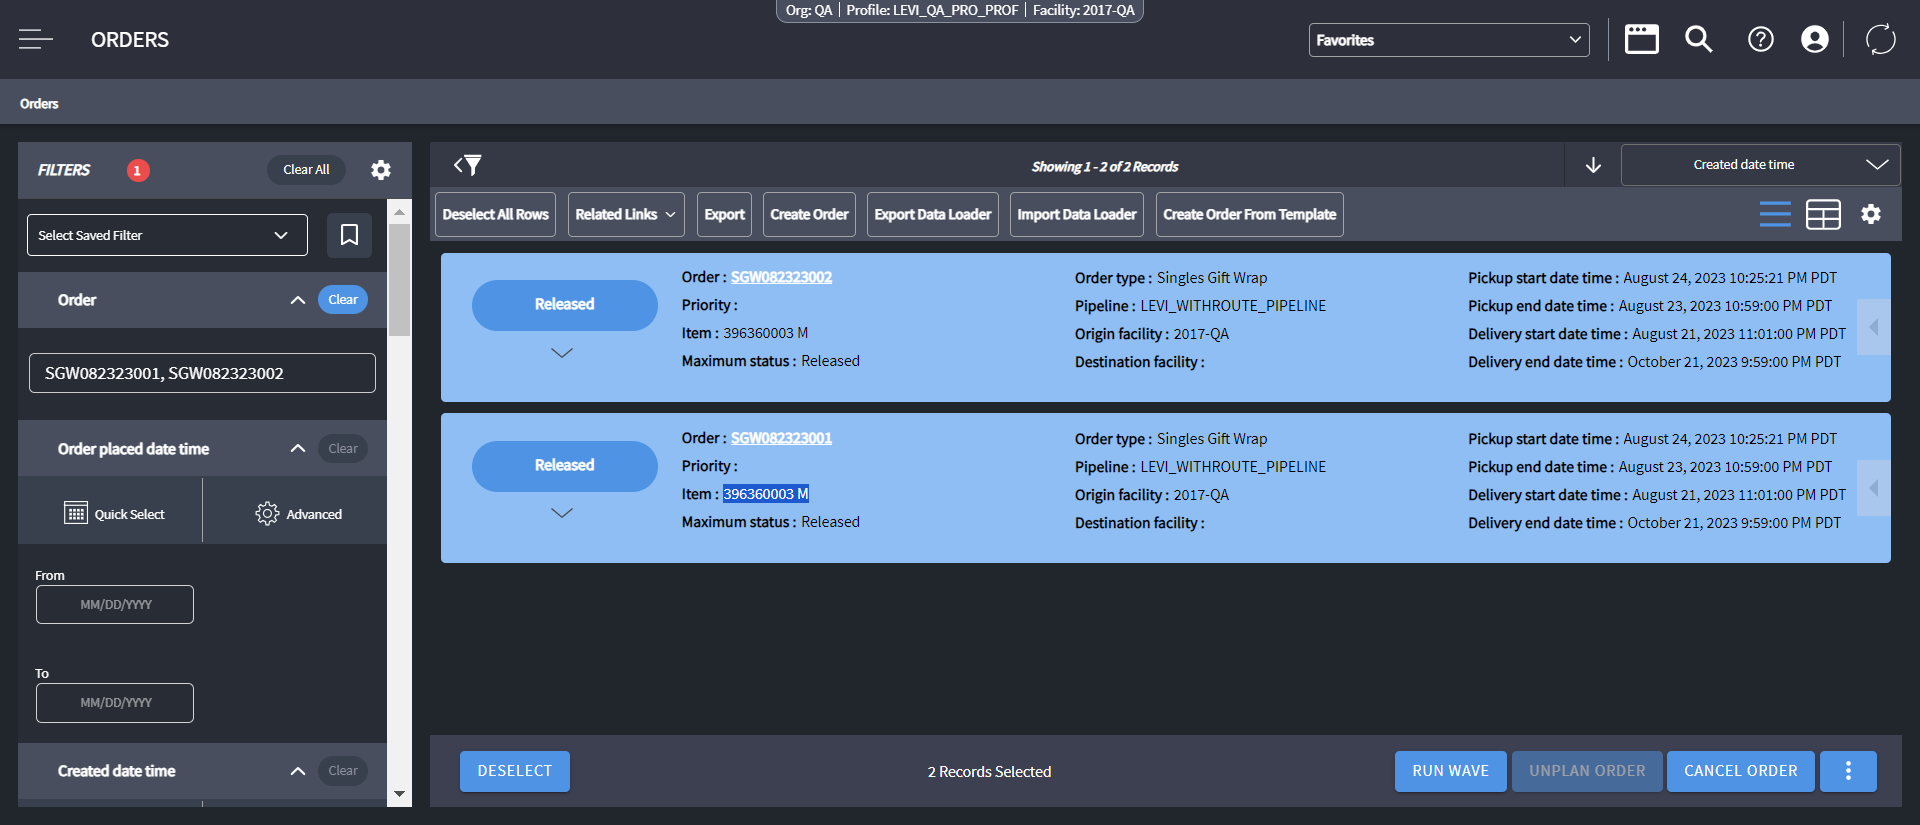 Org: QA | Profile: LEVI_QA_PRO_PROF | Facility: 2017-QA
ORDERS
Favorites
Orders
FILTERS
1
Clear All
Select Saved Filter
Order
Clear
SGW082323001, SGW082323002
Order placed date time
Clear
Quick Select
Advanced
From
MM/DD/YYYY
To
MM/DD/YYYY
Created date time
Clear
Showing 1 - 2 of 2 Records
Created date time
Deselect All Rows
Related Links
Export
Create Order
Export Data Loader
Import Data Loader
Create Order From Template
Released
Order : SGW082323002
Priority :
Item : 396360003 M
Maximum status : Released
Order type : Singles Gift Wrap
Pipeline : LEVI_WITHROUTE_PIPELINE
Origin facility : 2017-QA
Destination facility :
Pickup start date time : August 24, 2023 10:25:21 PM PDT
Pickup end date time : August 23, 2023 10:59:00 PM PDT
Delivery start date time : August 21, 2023 11:01:00 PM PDT
Delivery end date time : October 21, 2023 9:59:00 PM PDT
Released
Order : SGW082323001
Priority :
Item : 396360003 M
Maximum status : Released
Order type : Singles Gift Wrap
Pipeline : LEVI_WITHROUTE_PIPELINE
Origin facility : 2017-QA
Destination facility :
Pickup start date time : August 24, 2023 10:25:21 PM PDT
Pickup end date time : August 23, 2023 10:59:00 PM PDT
Delivery start date time : August 21, 2023 11:01:00 PM PDT
Delivery end date time : October 21, 2023 9:59:00 PM PDT
DESELECT
2 Records Selected
RUN WAVE
UNPLAN ORDER
CANCEL ORDER